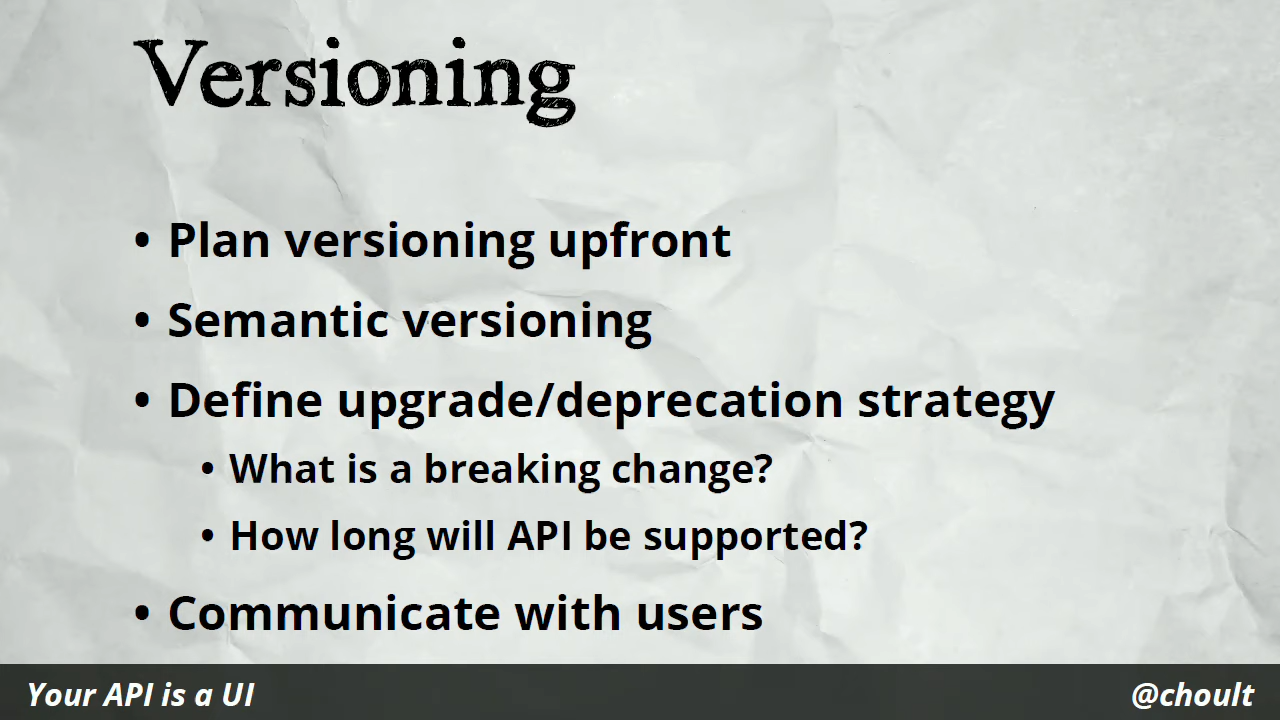 Versioning
• Plan versioning upfront
• Semantic versioning
• Define upgrade/deprecation strategy
• What is a breaking change?
• How long will API be supported?
• Communicate with users
Your API is a UI
@choult